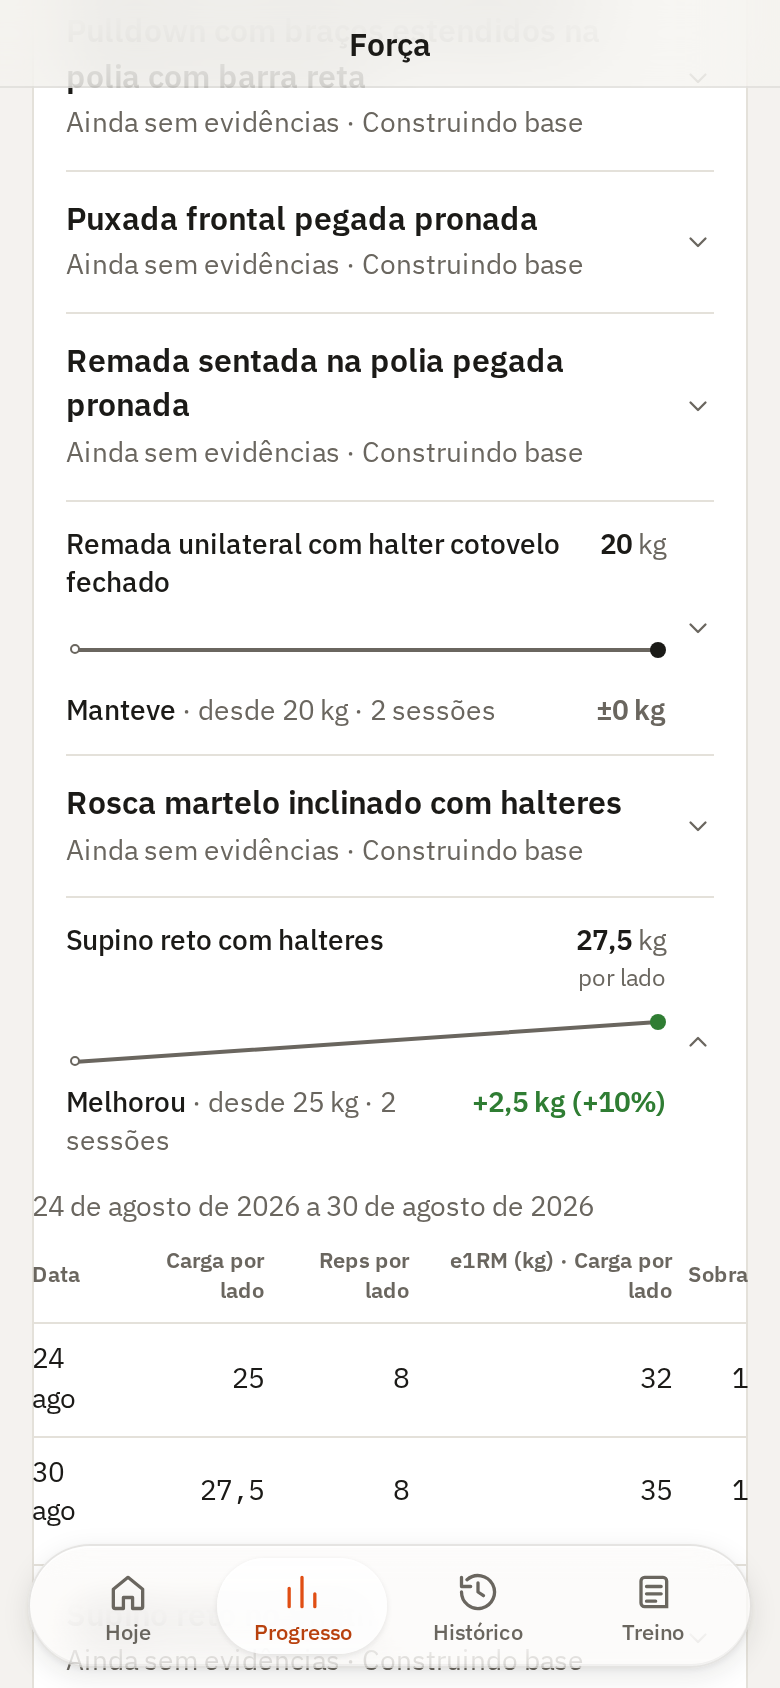 Pulldown com braços estendidos na
Força
polia com barra reta
Ainda sem evidências · Construindo base
Puxada frontal pegada pronada
Ainda sem evidências · Construindo base
Remada sentada na polia pegada
pronada
Ainda sem evidências · Construindo base
Remada unilateral com halter cotovelo
fechado
20 kg
Manteve · desde 20 kg · 2 sessões
±0 kg
Rosca martelo inclinado com halteres
Ainda sem evidências · Construindo base
Supino reto com halteres
27,5 kg
por lado
Melhorou · desde 25 kg · 2
sessões
+2,5 kg (+10%)
24 de agosto de 2026 a 30 de agosto de 2026
Data
Carga por
lado
Reps por
lado
e1RM (kg) · Carga por
lado
Sobra
24
ago
25
8
32
1
30
ago
27,5
8
35
1
Supino
Hoje
Progresso
Histórico
Treino
Ainda sem evidências · Construindo base